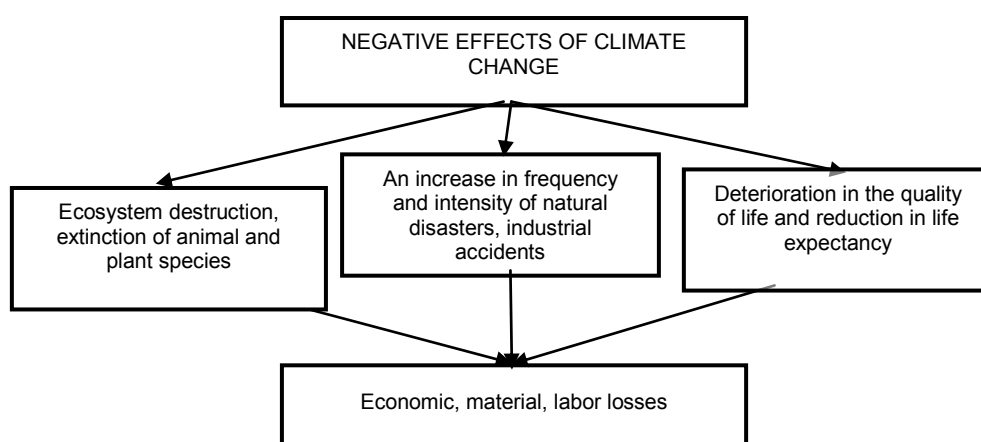 NEGATIVE EFFECTS OF CLIMATE
CHANGE
Ecosystem destruction,
extinction of animal and
plant species
An increase in frequency
and intensity of natural
disasters, industrial
accidents
Deterioration in the quality
of life and reduction in life
expectancy
Economic, material, labor losses